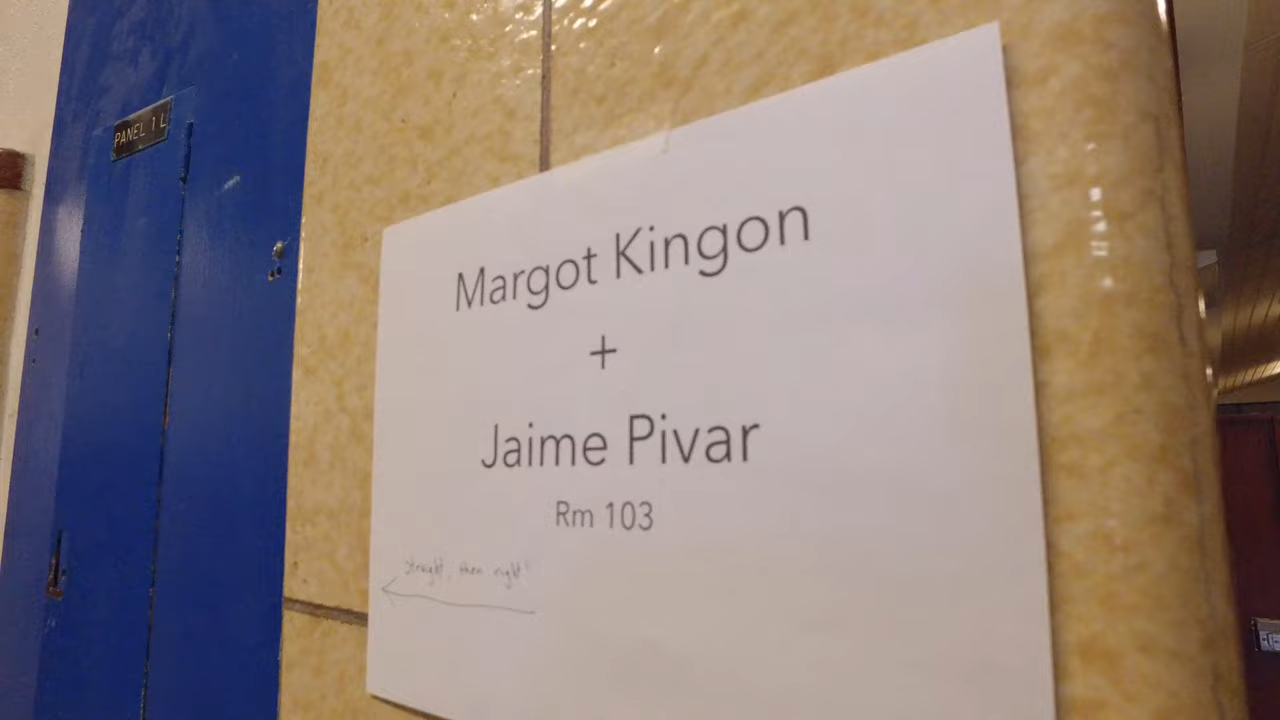 PANEL 1 L
Margot Kingon
+
Jaime Pivar
Rm 103
straight, then right!